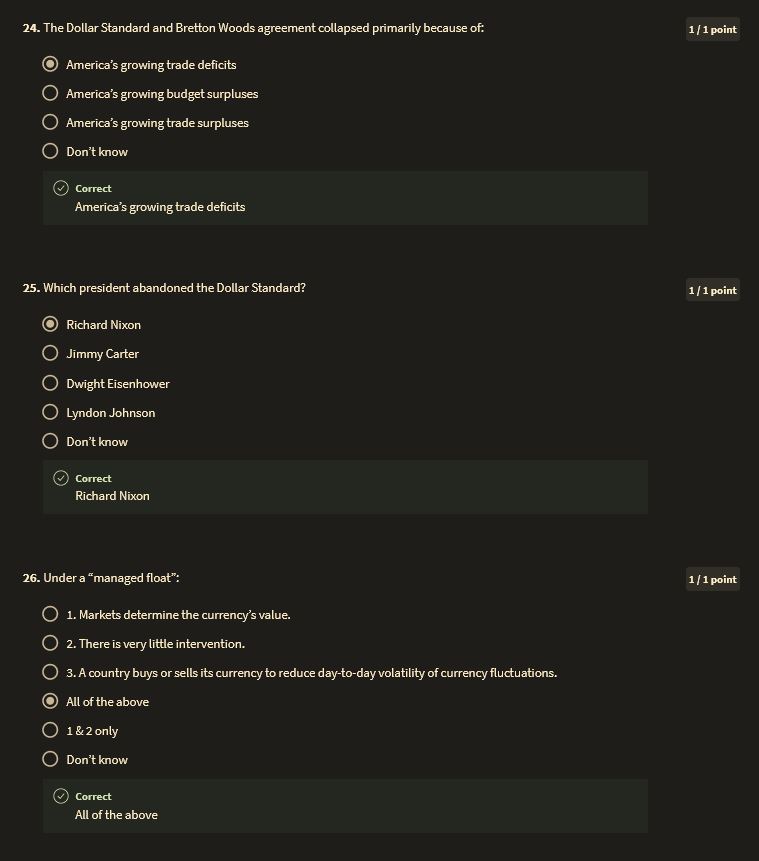 24. The Dollar Standard and Bretton Woods agreement collapsed primarily because of:
1 / 1 point
America’s growing trade deficits
America’s growing budget surpluses
America’s growing trade surpluses
Don’t know
Correct
America’s growing trade deficits
25. Which president abandoned the Dollar Standard?
1 / 1 point
Richard Nixon
Jimmy Carter
Dwight Eisenhower
Lyndon Johnson
Don’t know
Correct
Richard Nixon
26. Under a “managed float”:
1 / 1 point
1. Markets determine the currency’s value.
2. There is very little intervention.
3. A country buys or sells its currency to reduce day-to-day volatility of currency fluctuations.
All of the above
1 & 2 only
Don’t know
Correct
All of the above